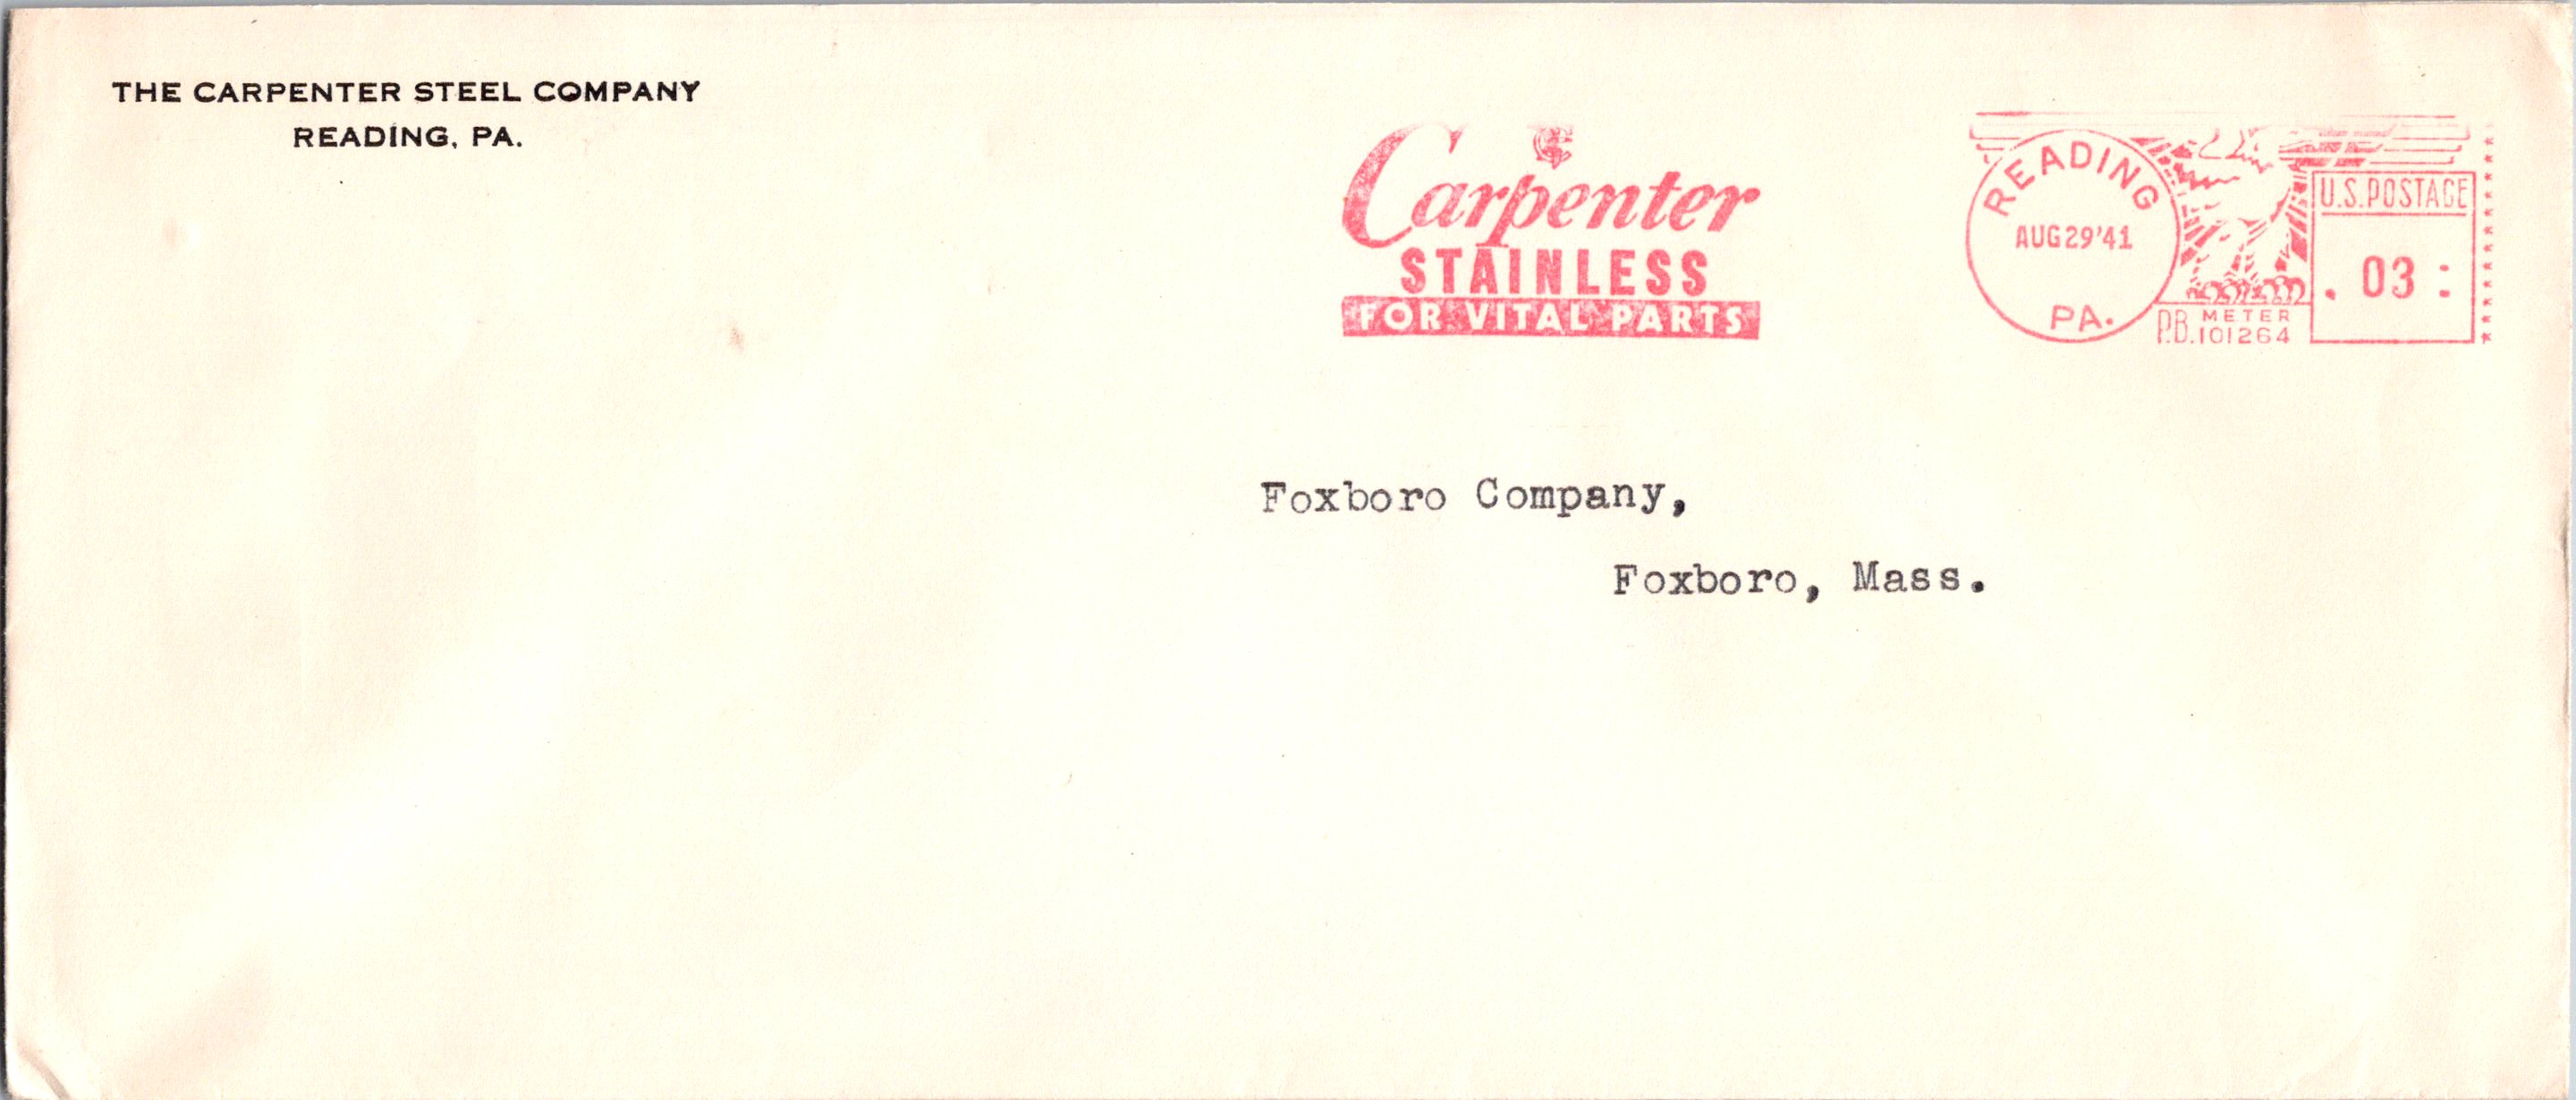 THE CARPENTER STEEL COMPANY
READING, PA.
Carpenter
STAINLESS
FOR VITAL PARTS
READING
AUG 29 '41
PA.
P.B. METER
101264
U.S. POSTAGE
.03
Foxboro Company,
Foxboro, Mass.